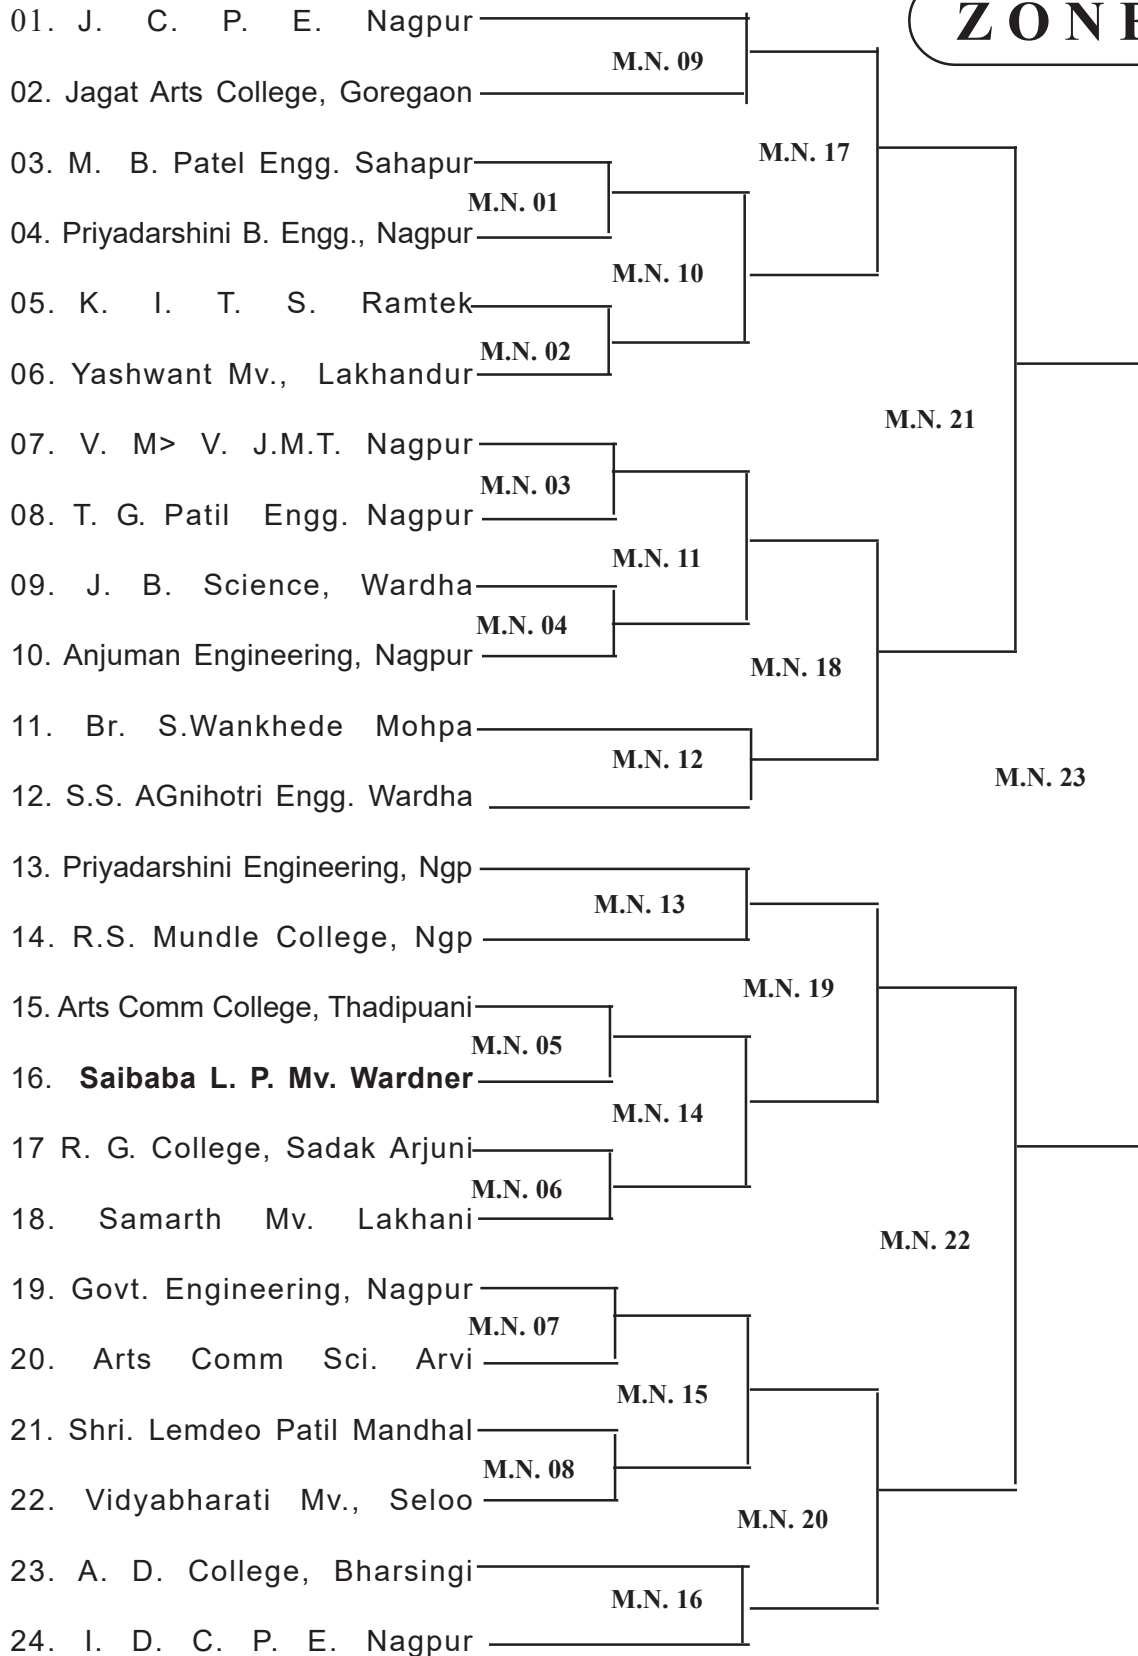 01. J. C. P. E. Nagpur
ZONE
M.N. 09
02. Jagat Arts College, Goregaon
M.N. 17
03. M. B. Patel Engg. Sahapur
M.N. 01
04. Priyadarshini B. Engg., Nagpur
M.N. 10
05. K. I. T. S. Ramtek
M.N. 02
06. Yashwant Mv., Lakhandur
M.N. 21
07. V. M> V. J.M.T. Nagpur
M.N. 03
08. T. G. Patil Engg. Nagpur
M.N. 11
09. J. B. Science, Wardha
M.N. 04
10. Anjuman Engineering, Nagpur
M.N. 18
11. Br. S.Wankhede Mohpa
M.N. 12
M.N. 23
12. S.S. AGnihotri Engg. Wardha
13. Priyadarshini Engineering, Ngp
M.N. 13
14. R.S. Mundle College, Ngp
M.N. 19
15. Arts Comm College, Thadipuani
M.N. 05
16. Saibaba L. P. Mv. Wardner
M.N. 14
17 R. G. College, Sadak Arjuni
M.N. 06
18. Samarth Mv. Lakhani
M.N. 22
19. Govt. Engineering, Nagpur
M.N. 07
20. Arts Comm Sci. Arvi
M.N. 15
21. Shri. Lemdeo Patil Mandhal
M.N. 08
22. Vidyabharati Mv., Seloo
M.N. 20
23. A. D. College, Bharsingi
M.N. 16
24. I. D. C. P. E. Nagpur